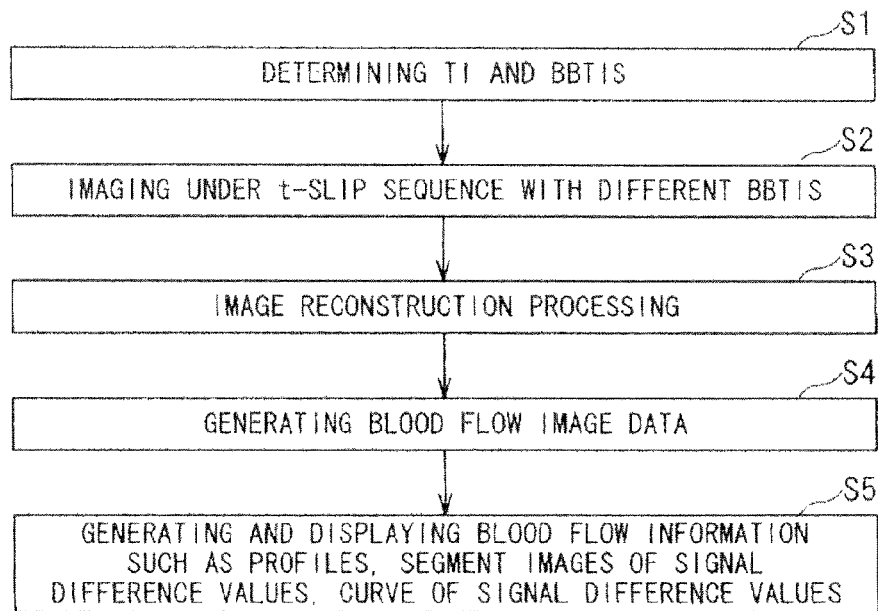 S1
DETERMINING TI AND BBTIS
S2
IMAGING UNDER t-SLIP SEQUENCE WITH DIFFERENT BBTIS
S3
IMAGE RECONSTRUCTION PROCESSING
S4
GENERATING BLOOD FLOW IMAGE DATA
S5
GENERATING AND DISPLAYING BLOOD FLOW INFORMATION
SUCH AS PROFILES, SEGMENT IMAGES OF SIGNAL
DIFFERENCE VALUES, CURVE OF SIGNAL DIFFERENCE VALUES